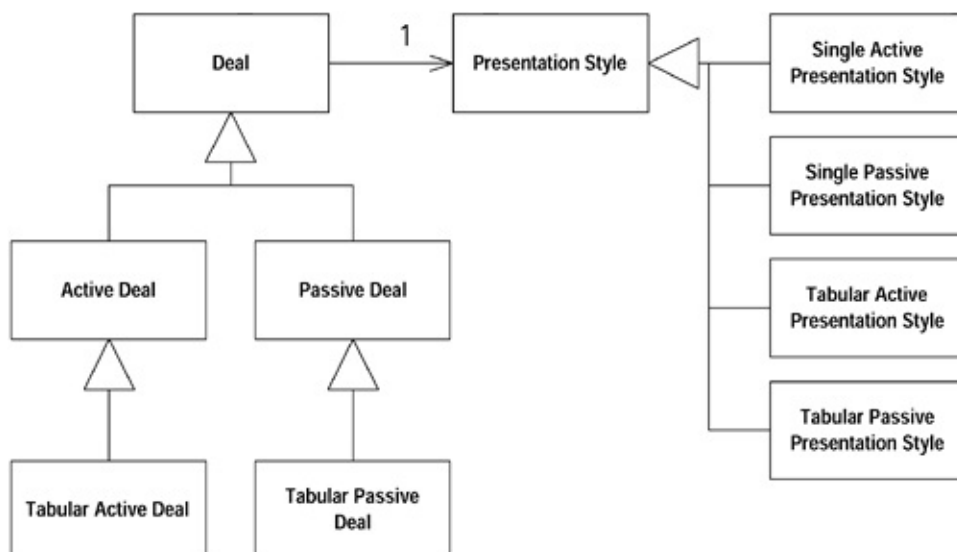 1
Deal
Presentation Style
Single Active
Presentation Style
Single Passive
Presentation Style
Active Deal
Passive Deal
Tabular Active
Presentation Style
Tabular Passive
Presentation Style
Tabular Active Deal
Tabular Passive
Deal